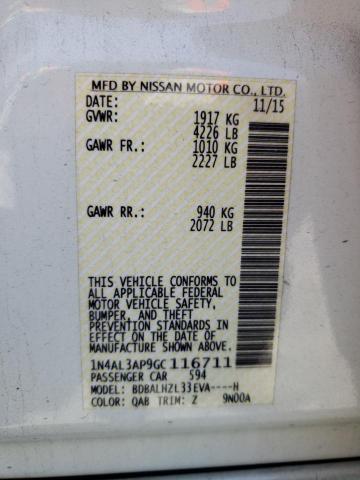 MFD BY NISSAN MOTOR CO., LTD.
DATE: 11/15
GVWR: 1917 KG
4226 LB
GAWR FR.: 1010 KG
2227 LB
GAWR RR.: 940 KG
2072 LB
THIS VEHICLE CONFORMS TO
ALL APPLICABLE FEDERAL
MOTOR VEHICLE SAFETY,
BUMPER, AND THEFT
PREVENTION STANDARDS IN
EFFECT ON THE DATE OF
MANUFACTURE SHOWN ABOVE.
1N4AL3AP9GC116711
PASSENGER CAR 594
MODEL: BDBALHZL33EVA----H
COLOR: QAB TRIM: Z 9N00A